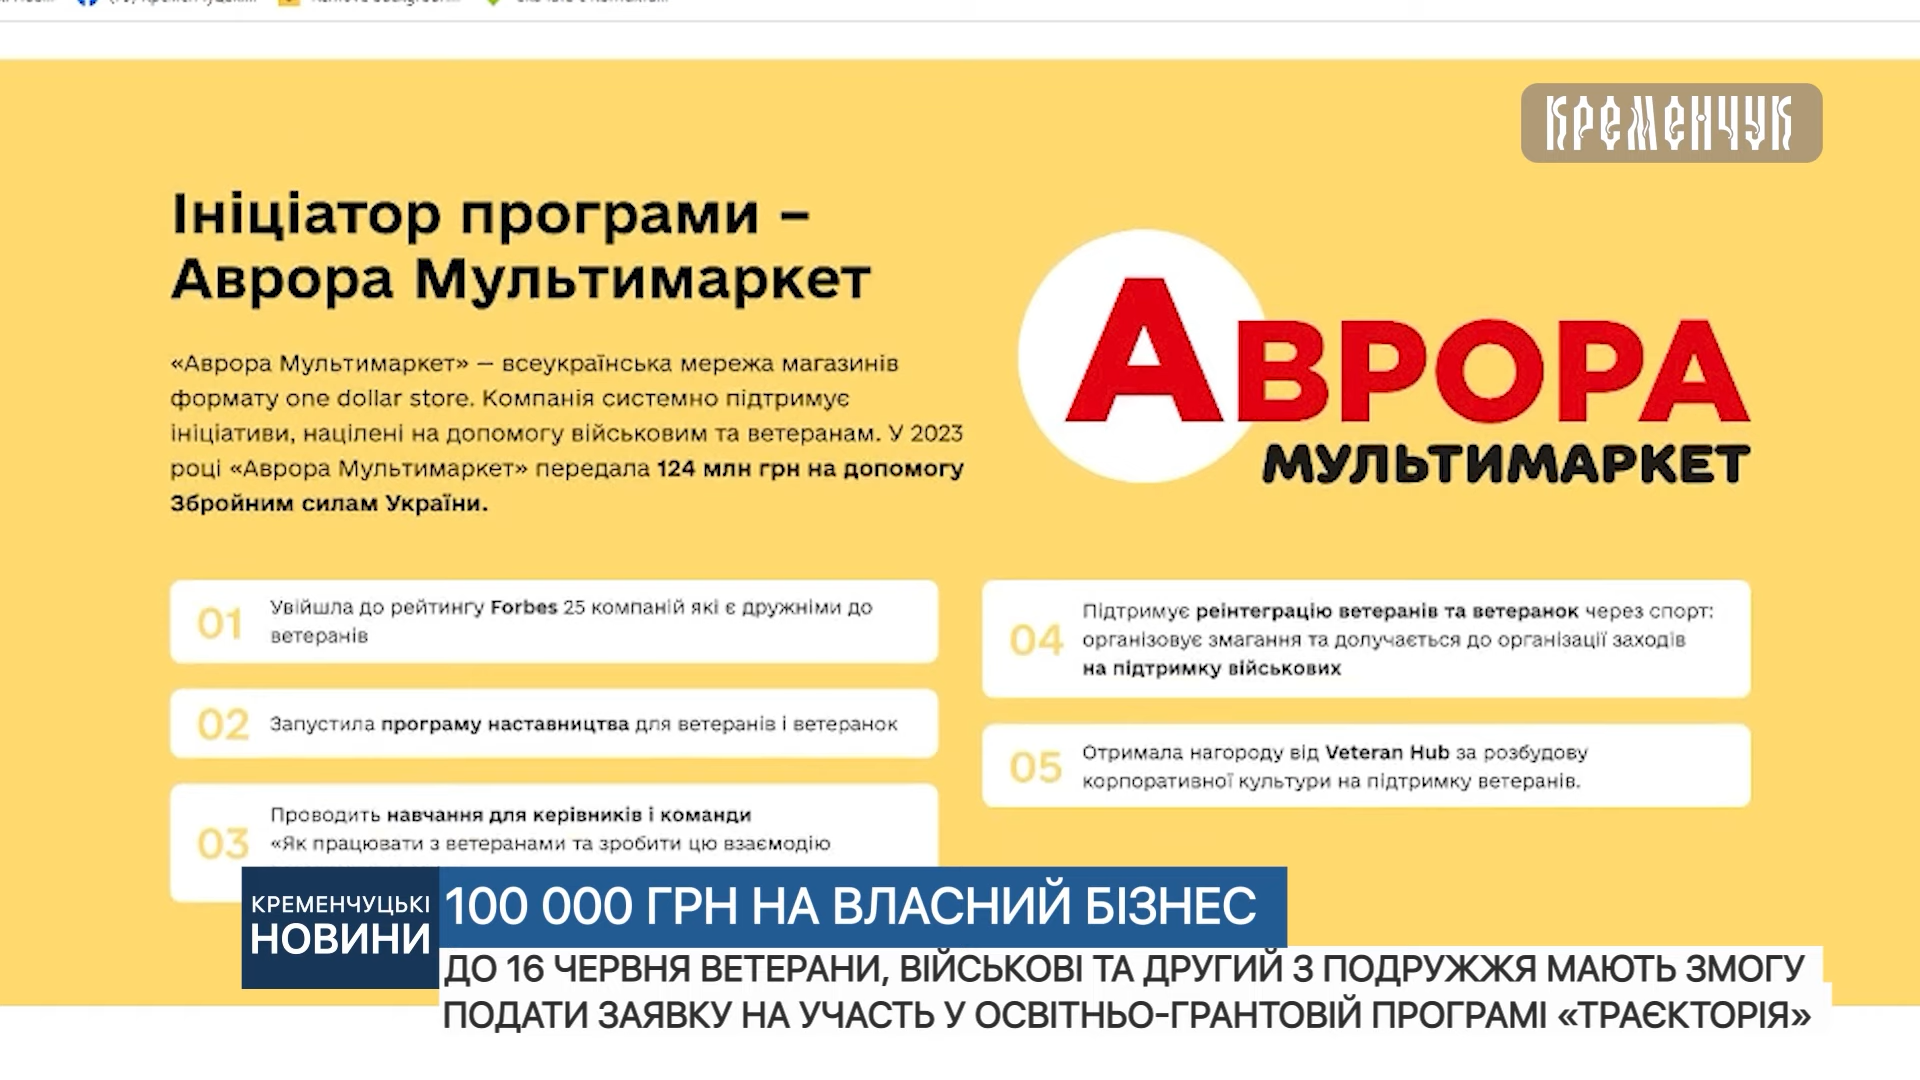 КРЕМЕНЧУК
Ініціатор програми –
Аврора Мультимаркет
«Аврора Мультимаркет» — всеукраїнська мережа магазинів
формату one dollar store. Компанія системно підтримує
ініціативи, націлені на допомогу військовим та ветеранам. У 2023
році «Аврора Мультимаркет» передала 124 млн грн на допомогу
Збройним силам України.
АВРОРА
МУЛЬТИМАРКЕТ
01
Увійшла до рейтингу Forbes 25 компаній які є дружніми до
ветеранів
02
Запустила програму наставництва для ветеранів і ветеранок
03
Проводить навчання для керівників і команди
«Як працювати з ветеранами та зробити цю взаємодію
04
Підтримує реінтеграцію ветеранів та ветеранок через спорт:
організовує змагання та долучається до організації заходів
на підтримку військових
05
Отримала нагороду від Veteran Hub за розбудову
корпоративної культури на підтримку ветеранів.
КРЕМЕНЧУЦЬКІ
НОВИНИ
100 000 ГРН НА ВЛАСНИЙ БІЗНЕС
ДО 16 ЧЕРВНЯ ВЕТЕРАНИ, ВІЙСЬКОВІ ТА ДРУГИЙ З ПОДРУЖЖЯ МАЮТЬ ЗМОГУ
ПОДАТИ ЗАЯВКУ НА УЧАСТЬ У ОСВІТНЬО-ГРАНТОВІЙ ПРОГРАМІ «ТРАЄКТОРІЯ»